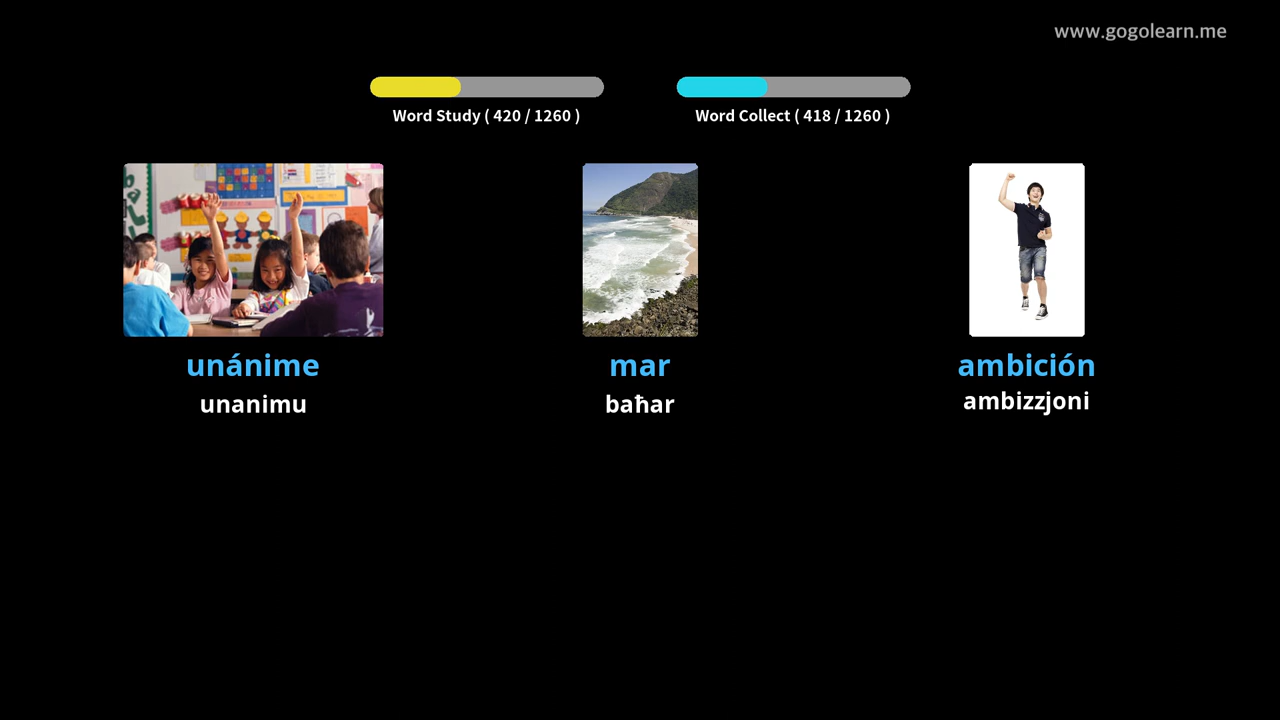 www.gogolearn.me
Word Study ( 420 / 1260 )
Word Collect ( 418 / 1260 )
unánime
unanimu
mar
baħar
ambición
ambizzjoni